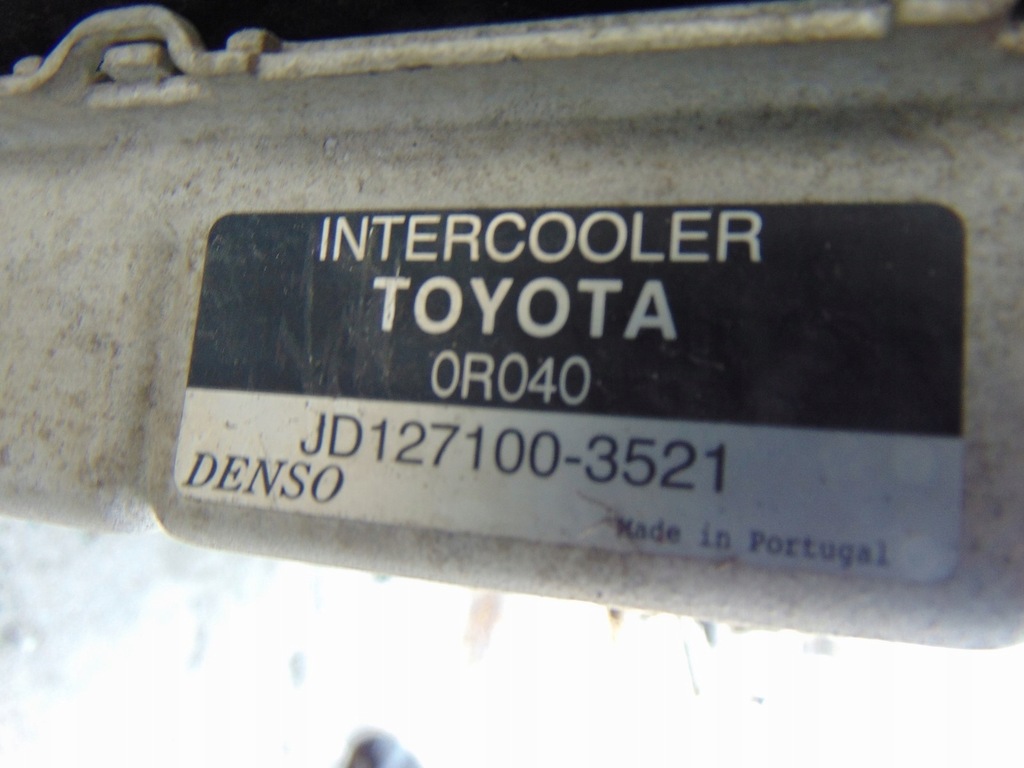 INTERCOOLER
TOYOTA
0R040
JD127100-3521
DENSO
Made in Portugal